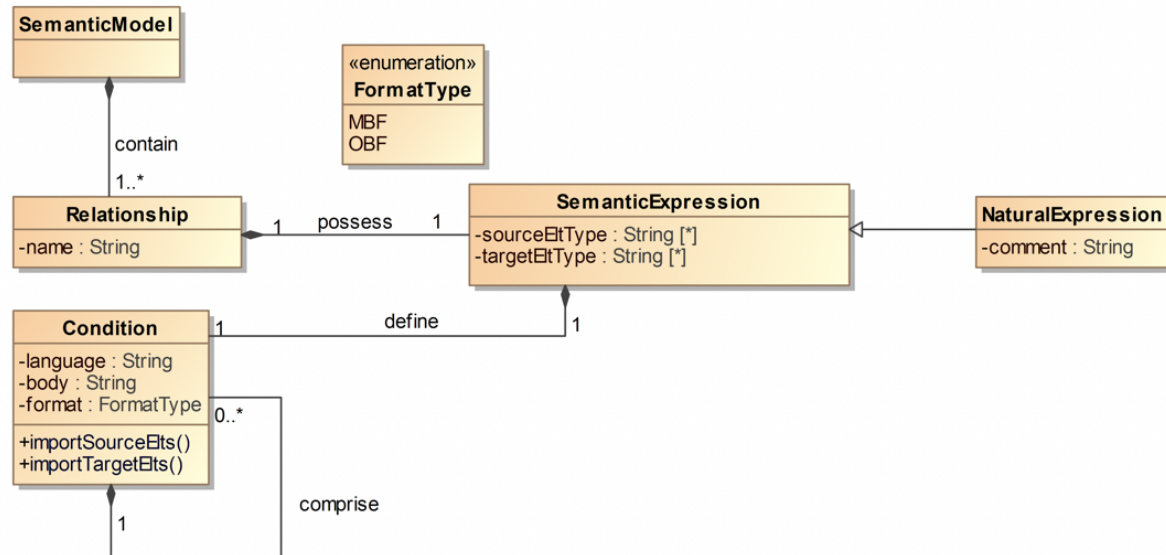 SemanticModel
«enumeration»
FormatType
MBF
OBF
contain
1..*
Relationship
-name : String
1
possess
1
SemanticExpression
-sourceEltType : String [*]
-targetEltType : String [*]
NaturalExpression
-comment : String
Condition
-language : String
-body : String
-format : FormatType
+importSourceElts()
+importTargetElts()
1
define
1
0..*
comprise
1